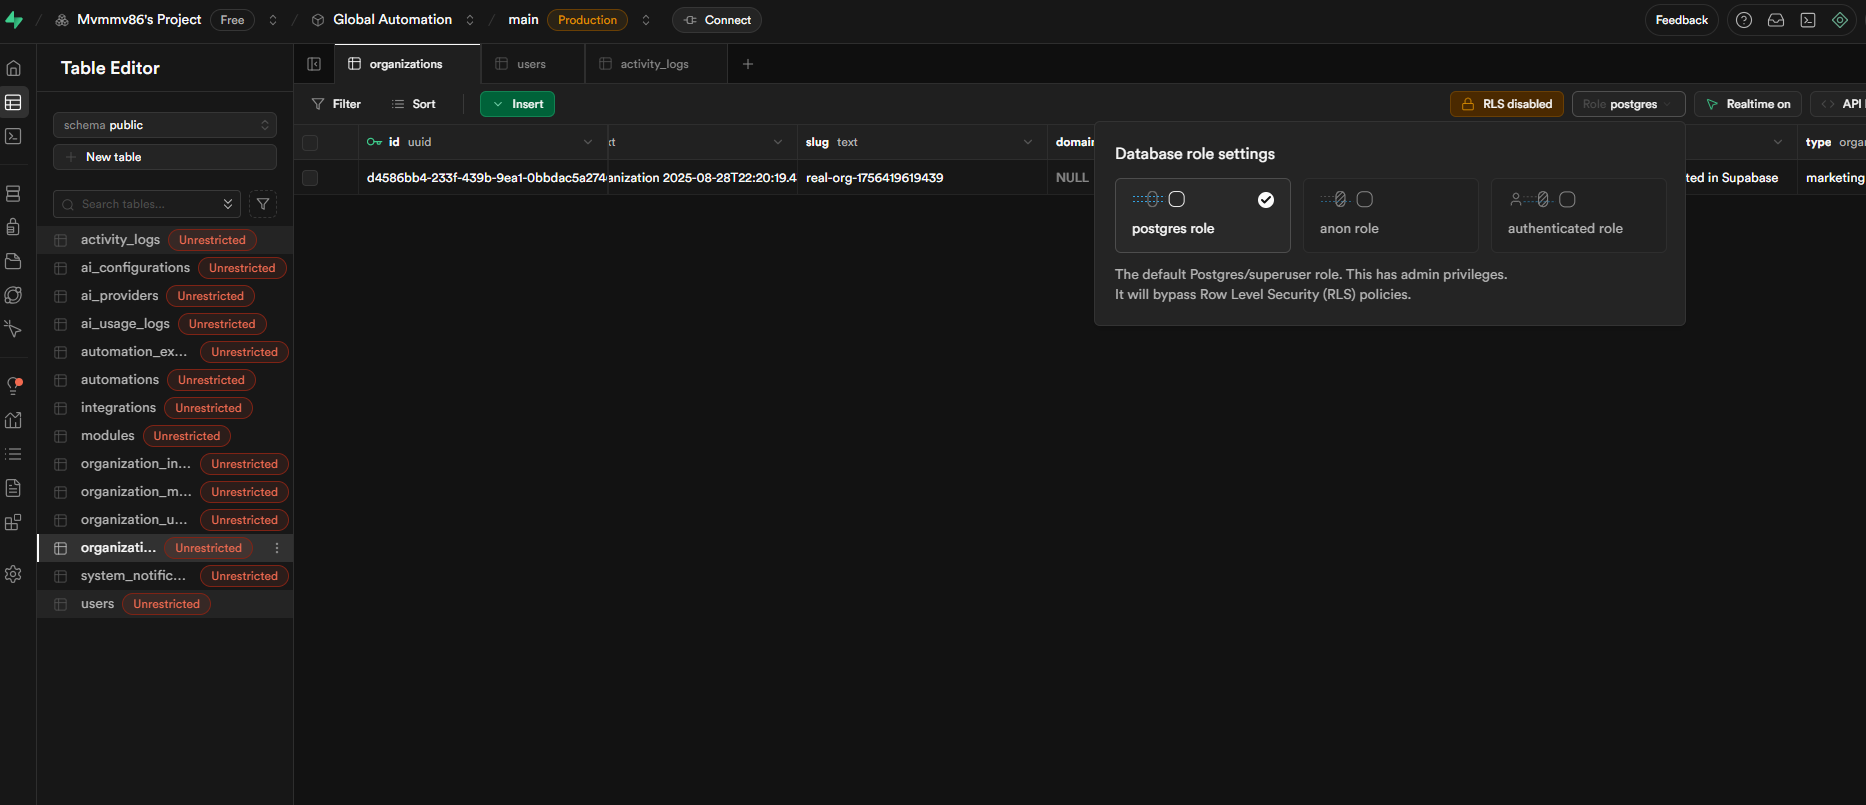 Mvmmv86's Project Free Global Automation main Production Connect Feedback
Table Editor
organizations users activity_logs
Filter Sort Insert RLS disabled Role postgres Realtime on API
schema public
New table
Search tables...
id uuid slug text type
d4586bb4-233f-439b-9ea1-0bbdac5a274 anization 2025-08-28T22:20:19.4 real-org-1756419619439 NULL ted in Supabase marketing
Database role settings
postgres role anon role authenticated role
The default Postgres/superuser role. This has admin privileges.
It will bypass Row Level Security (RLS) policies.
activity_logs Unrestricted
ai_configurations Unrestricted
ai_providers Unrestricted
ai_usage_logs Unrestricted
automation_ex... Unrestricted
automations Unrestricted
integrations Unrestricted
modules Unrestricted
organization_in... Unrestricted
organization_m... Unrestricted
organization_u... Unrestricted
organizati... Unrestricted
system_notific... Unrestricted
users Unrestricted